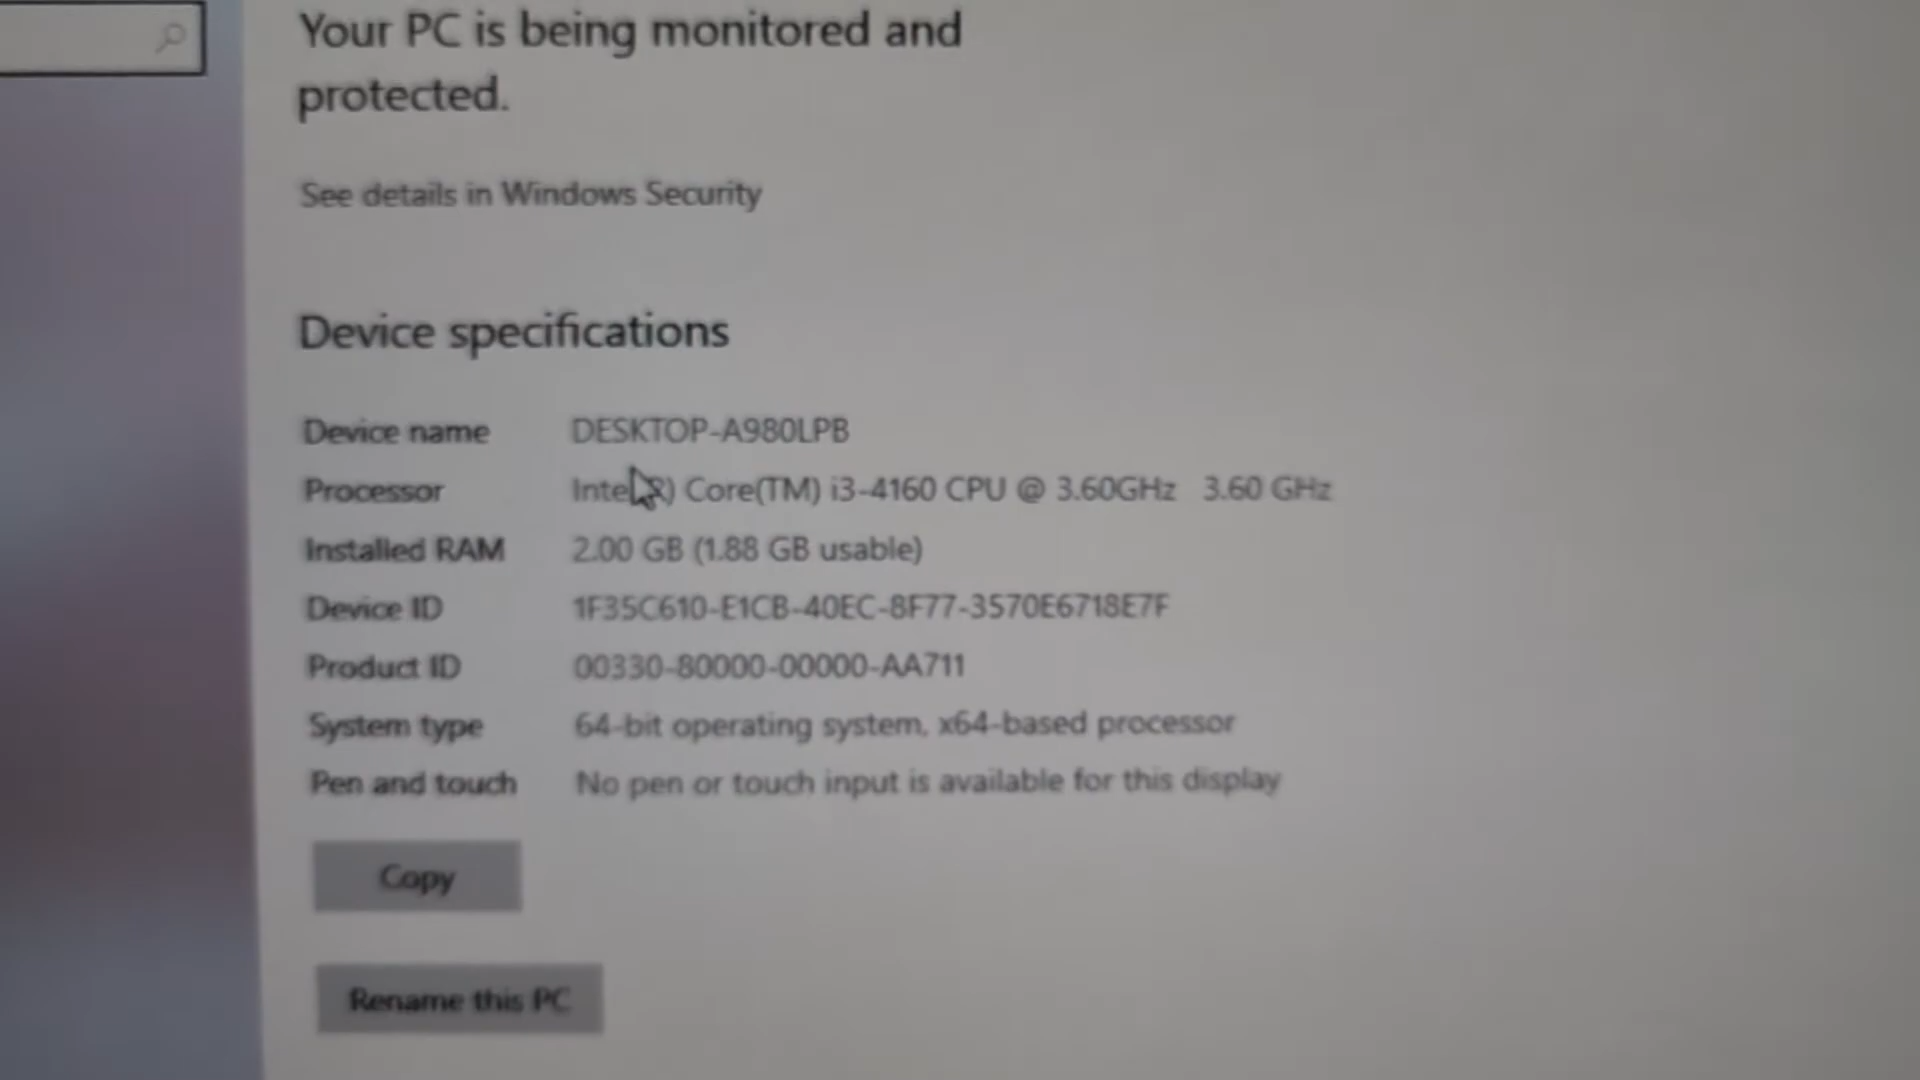 Your PC is being monitored and
protected.
See details in Windows Security
Device specifications
Device name DESKTOP-A980LPB
Processor Intel(R) Core(TM) i3-4160 CPU @ 3.60GHz 3.60 GHz
Installed RAM 2.00 GB (1.88 GB usable)
Device ID 1F35C610-E1CB-40EC-8F77-3570E6718E7F
Product ID 00330-80000-00000-AA711
System type 64-bit operating system, x64-based processor
Pen and touch No pen or touch input is available for this display
Copy
Rename this PC